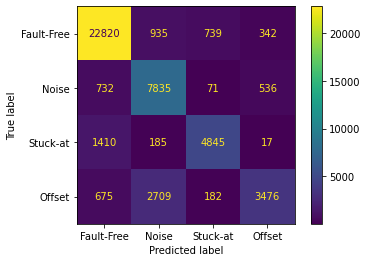 Fault-Free 22820 935 739 342
Noise 732 7835 71 536
Stuck-at 1410 185 4845 17
Offset 675 2709 182 3476
Fault-Free Noise Stuck-at Offset
Predicted label
True label
20000
15000
10000
5000